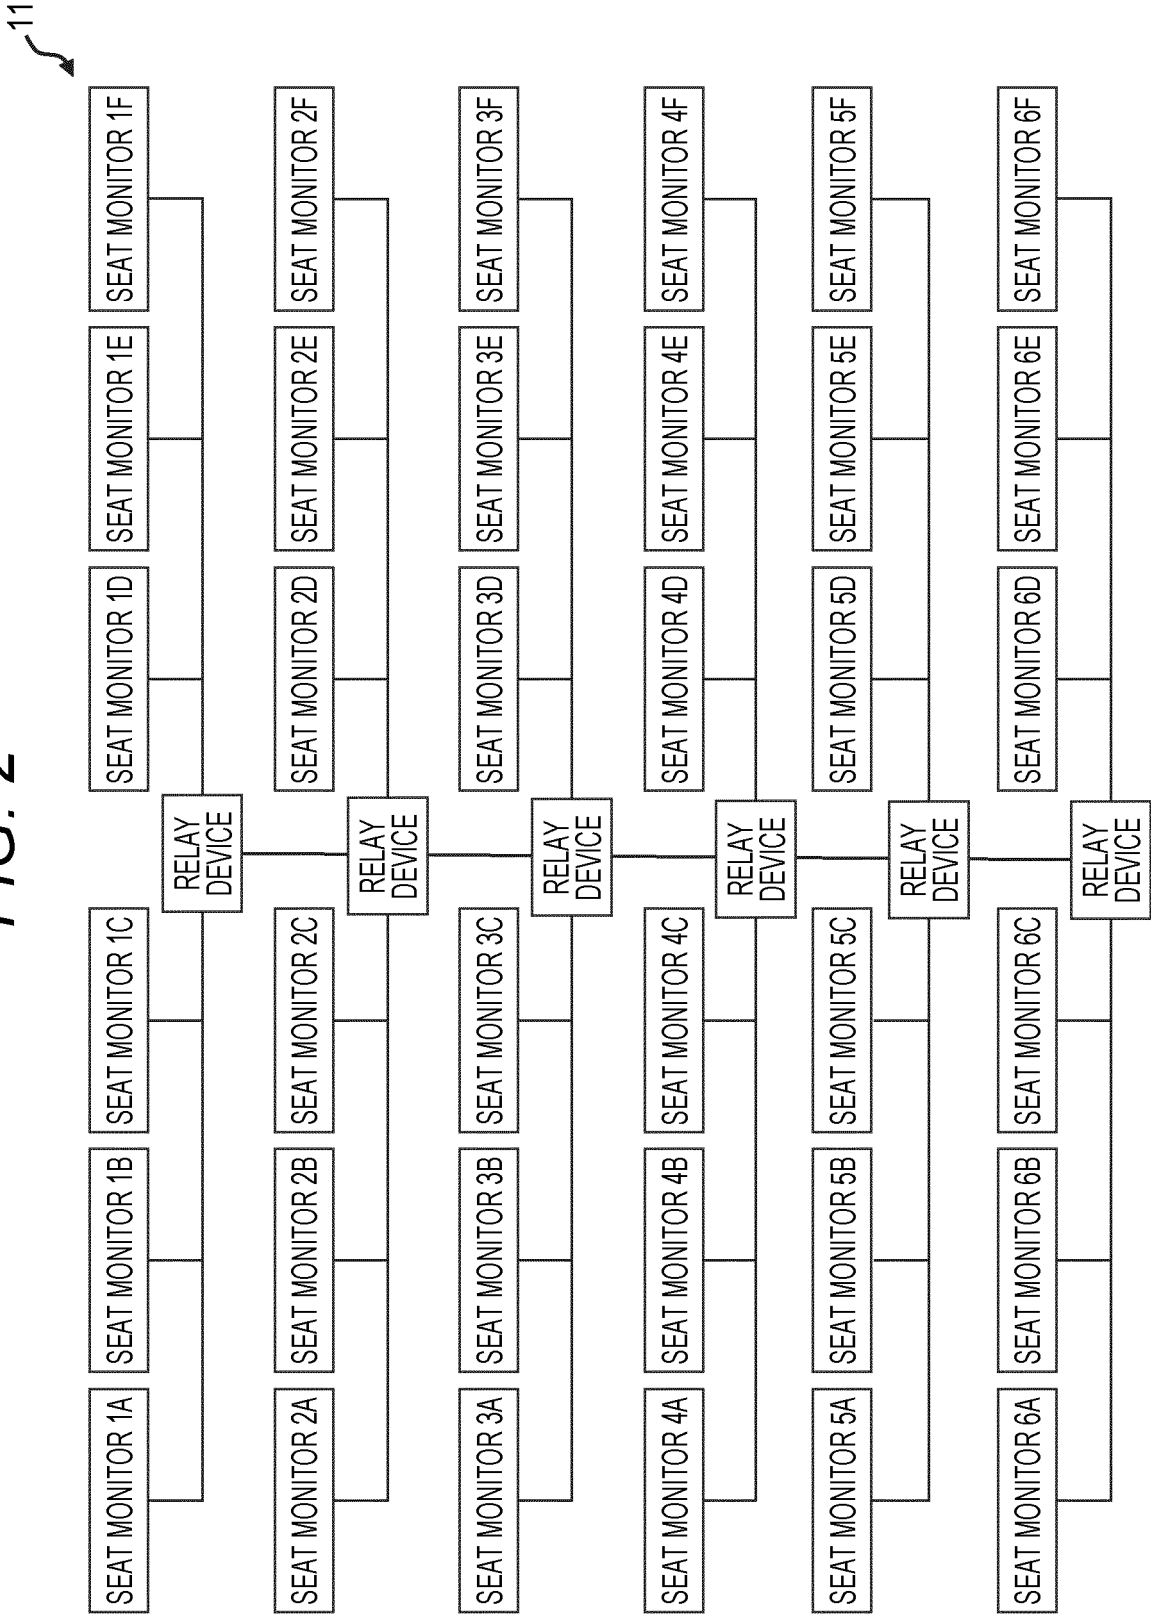 FIG. 2
11
SEAT MONITOR 1A
SEAT MONITOR 1B
SEAT MONITOR 1C
SEAT MONITOR 1D
SEAT MONITOR 1E
SEAT MONITOR 1F
RELAY
DEVICE
SEAT MONITOR 2A
SEAT MONITOR 2B
SEAT MONITOR 2C
SEAT MONITOR 2D
SEAT MONITOR 2E
SEAT MONITOR 2F
RELAY
DEVICE
SEAT MONITOR 3A
SEAT MONITOR 3B
SEAT MONITOR 3C
SEAT MONITOR 3D
SEAT MONITOR 3E
SEAT MONITOR 3F
RELAY
DEVICE
SEAT MONITOR 4A
SEAT MONITOR 4B
SEAT MONITOR 4C
SEAT MONITOR 4D
SEAT MONITOR 4E
SEAT MONITOR 4F
RELAY
DEVICE
SEAT MONITOR 5A
SEAT MONITOR 5B
SEAT MONITOR 5C
SEAT MONITOR 5D
SEAT MONITOR 5E
SEAT MONITOR 5F
RELAY
DEVICE
SEAT MONITOR 6A
SEAT MONITOR 6B
SEAT MONITOR 6C
SEAT MONITOR 6D
SEAT MONITOR 6E
SEAT MONITOR 6F
RELAY
DEVICE